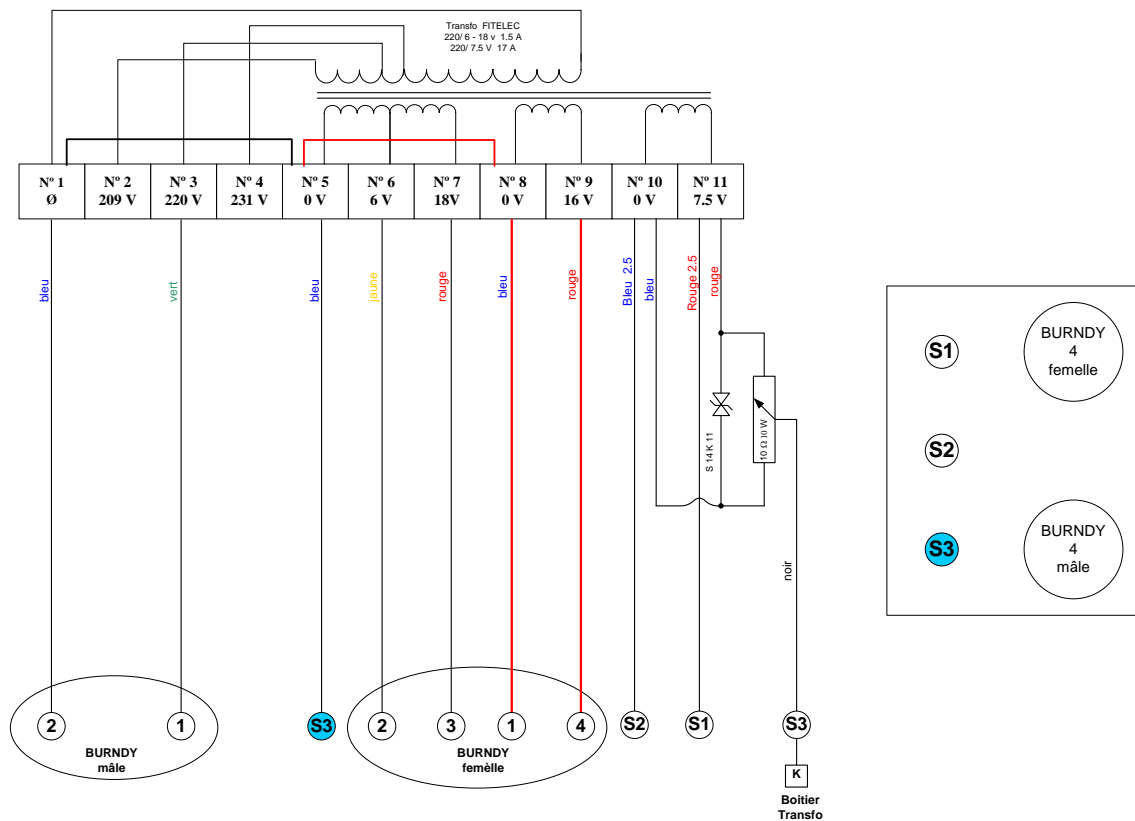 Transfo FITELEC
220/ 6 - 18 v 1.5 A
220/ 7.5 V 17 A
Nº 1
Ø
Nº 2
209 V
Nº 3
220 V
Nº 4
231 V
Nº 5
0 V
Nº 6
6 V
Nº 7
18V
Nº 8
0 V
Nº 9
16 V
Nº 10
0 V
Nº 11
7.5 V
bleu
vert
bleu
jaune
rouge
bleu
rouge
Bleu 2.5
bleu
Rouge 2.5
rouge
S 14 K 11
10 Ω 10 W
noir
2
1
BURNDY
mâle
S3
2
3
1
4
BURNDY
femèlle
S2
S1
S3
K
Boitier
Transfo
S1
BURNDY
4
femelle
S2
S3
BURNDY
4
mâle